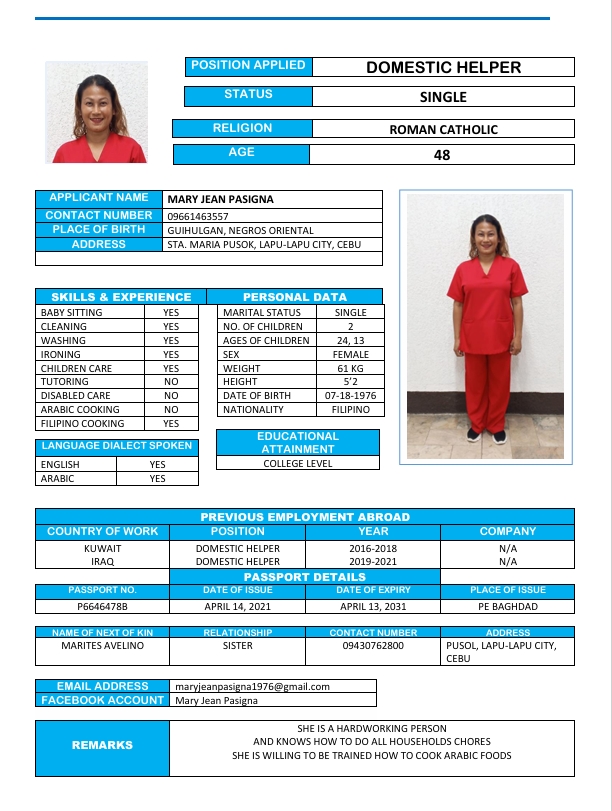 POSITION APPLIED DOMESTIC HELPER
STATUS SINGLE
RELIGION ROMAN CATHOLIC
AGE 48
APPLICANT NAME MARY JEAN PASIGNA
CONTACT NUMBER 09661463557
PLACE OF BIRTH GUIHULGAN, NEGROS ORIENTAL
ADDRESS STA. MARIA PUSOK, LAPU-LAPU CITY, CEBU
SKILLS & EXPERIENCE
BABY SITTING YES
CLEANING YES
WASHING YES
IRONING YES
CHILDREN CARE YES
TUTORING NO
DISABLED CARE NO
ARABIC COOKING NO
FILIPINO COOKING YES
LANGUAGE DIALECT SPOKEN
ENGLISH YES
ARABIC YES
PERSONAL DATA
MARITAL STATUS SINGLE
NO. OF CHILDREN 2
AGES OF CHILDREN 24, 13
SEX FEMALE
WEIGHT 61 KG
HEIGHT 5'2
DATE OF BIRTH 07-18-1976
NATIONALITY FILIPINO
EDUCATIONAL
ATTAINMENT
COLLEGE LEVEL
PREVIOUS EMPLOYMENT ABROAD
COUNTRY OF WORK POSITION YEAR COMPANY
KUWAIT DOMESTIC HELPER 2016-2018 N/A
IRAQ DOMESTIC HELPER 2019-2021 N/A
PASSPORT DETAILS
PASSPORT NO. DATE OF ISSUE DATE OF EXPIRY PLACE OF ISSUE
P6646478B APRIL 14, 2021 APRIL 13, 2031 PE BAGHDAD
NAME OF NEXT OF KIN RELATIONSHIP CONTACT NUMBER ADDRESS
MARITES AVELINO SISTER 09430762800 PUSOL, LAPU-LAPU CITY,
CEBU
EMAIL ADDRESS maryjeanpasigna1976@gmail.com
FACEBOOK ACCOUNT Mary Jean Pasigna
REMARKS
SHE IS A HARDWORKING PERSON
AND KNOWS HOW TO DO ALL HOUSEHOLDS CHORES
SHE IS WILLING TO BE TRAINED HOW TO COOK ARABIC FOODS